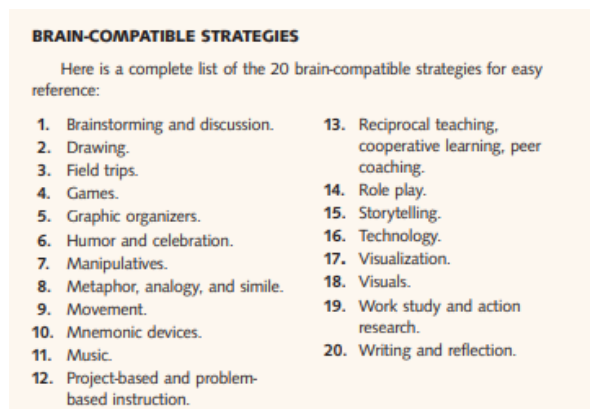 BRAIN-COMPATIBLE STRATEGIES
Here is a complete list of the 20 brain-compatible strategies for easy
reference:
1. Brainstorming and discussion.
2. Drawing.
3. Field trips.
4. Games.
5. Graphic organizers.
6. Humor and celebration.
7. Manipulatives.
8. Metaphor, analogy, and simile.
9. Movement.
10. Mnemonic devices.
11. Music.
12. Project-based and problem-
based instruction.
13. Reciprocal teaching,
cooperative learning, peer
coaching.
14. Role play.
15. Storytelling.
16. Technology.
17. Visualization.
18. Visuals.
19. Work study and action
research.
20. Writing and reflection.